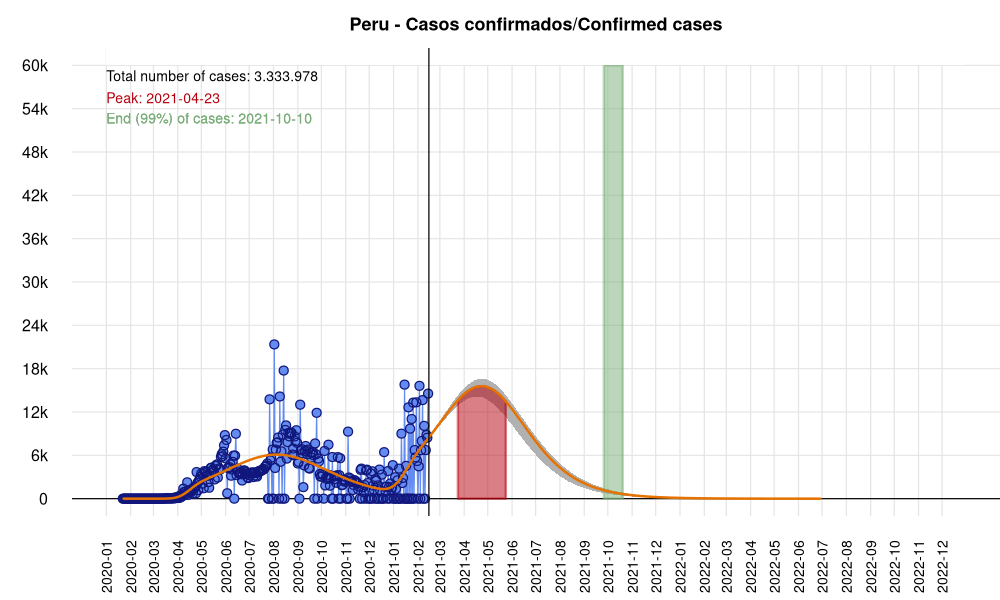 Peru - Casos confirmados/Confirmed cases
Total number of cases: 3.333.978
Peak: 2021-04-23
End (99%) of cases: 2021-10-10
60k
54k
48k
42k
36k
30k
24k
18k
12k
6k
0
2020-01
2020-02
2020-03
2020-04
2020-05
2020-06
2020-07
2020-08
2020-09
2020-10
2020-11
2020-12
2021-01
2021-02
2021-03
2021-04
2021-05
2021-06
2021-07
2021-08
2021-09
2021-10
2021-11
2021-12
2022-01
2022-02
2022-03
2022-04
2022-05
2022-06
2022-07
2022-08
2022-09
2022-10
2022-11
2022-12